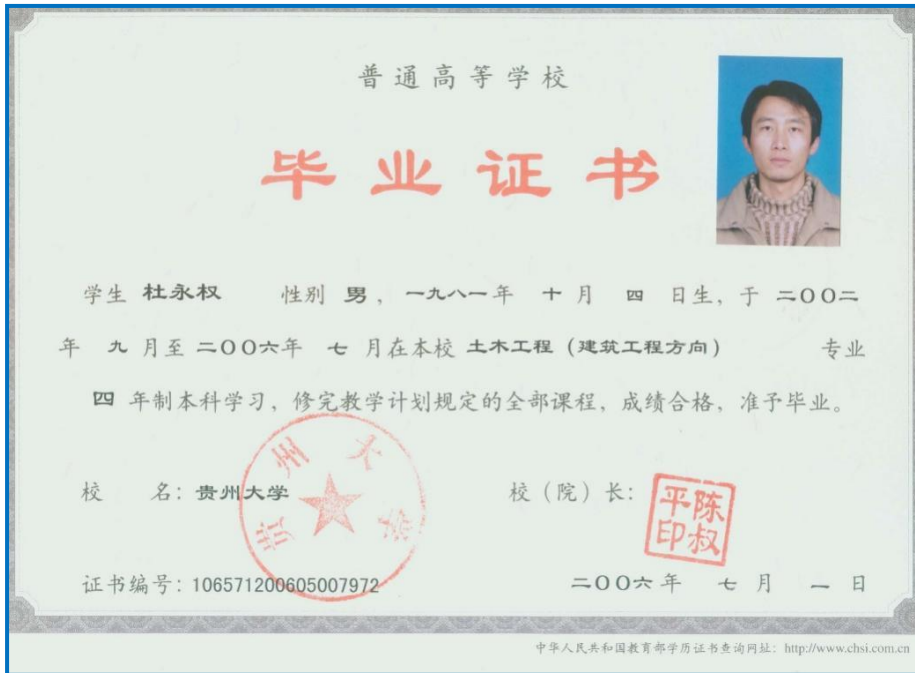 普通高等学校
毕业证书
学生 杜永权 性别 男，一九八一年 十 月 四 日生，于 二〇〇二
年 九 月至 二〇〇六年 七 月在本校 土木工程（建筑工程方向） 专业
四 年制本科学习，修完教学计划规定的全部课程，成绩合格，准予毕业。
校 名：贵州大学 校（院）长：
贵州大学
陈叔平印
证书编号：106571200605007972 二〇〇六年 七 月 一 日
中华人民共和国教育部学历证书查询网址：http://www.chsi.com.cn